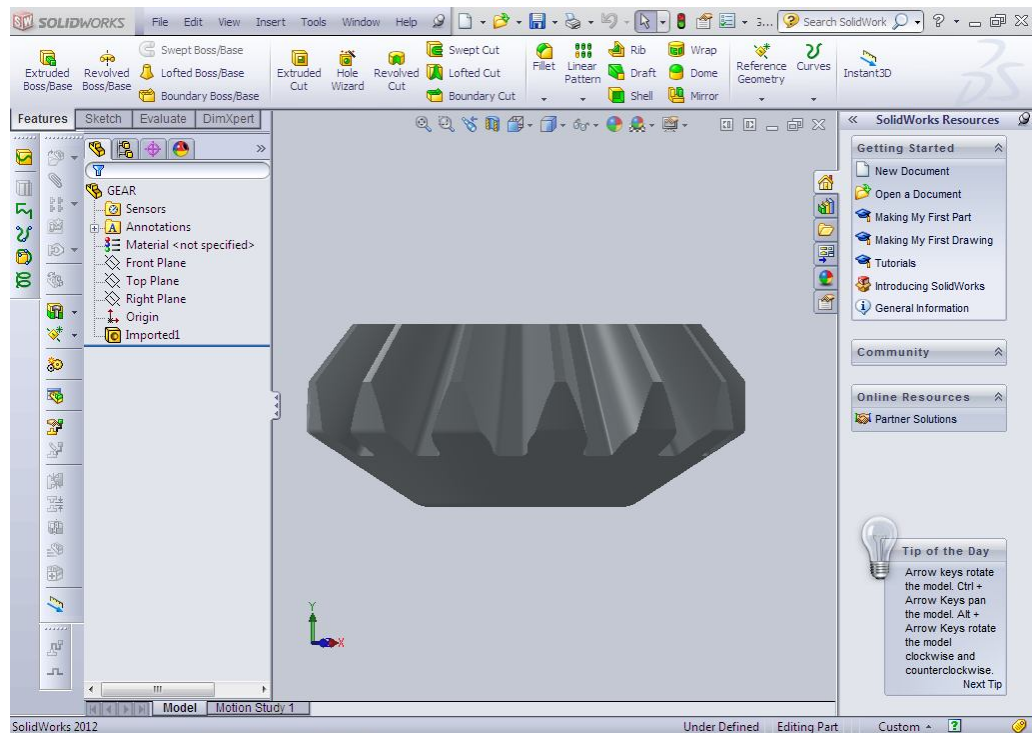 SW SOLIDWORKS File Edit View Insert Tools Window Help 3... Search SolidWork ?
Extruded Boss/Base
Revolved Boss/Base
Swept Boss/Base
Lofted Boss/Base
Boundary Boss/Base
Extruded Cut
Hole Wizard
Revolved Cut
Swept Cut
Lofted Cut
Boundary Cut
Fillet
Linear Pattern
Rib
Draft
Shell
Wrap
Dome
Mirror
Reference Geometry
Curves
Instant3D
Features Sketch Evaluate DimXpert
GEAR
Sensors
A Annotations
Material <not specified>
Front Plane
Top Plane
Right Plane
Origin
Imported1
Y
X
SolidWorks Resources
Getting Started
New Document
Open a Document
Making My First Part
Making My First Drawing
Tutorials
Introducing SolidWorks
General Information
Community
Online Resources
Partner Solutions
Tip of the Day
Arrow keys rotate
the model. Ctrl +
Arrow Keys pan
the model. Alt +
Arrow Keys rotate
the model
clockwise and
counterclockwise.
Next Tip
Model Motion Study 1
SolidWorks 2012 Under Defined Editing Part Custom ?